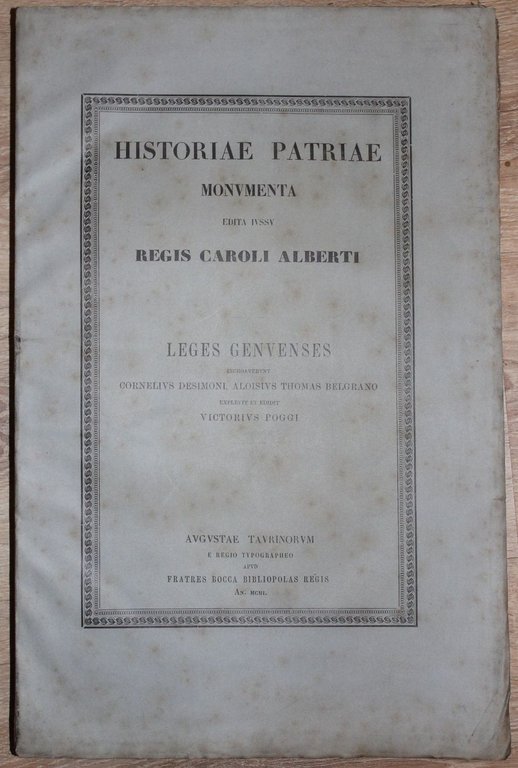 HISTORIAE PATRIAE
MONVMENTA
EDITA IVSSV
REGIS CAROLI ALBERTI
LEGES GENVENSES
CORNELIVS DESIMONI, ALOISIVS THOMAS BELGRANO
EXPLEVIT ET EDIDIT
VICTORIVS POGGI
AVGVSTAE TAVRINORVM
E REGIO TYPOGRAPHEO
APVD
FRATRES BOCCA BIBLIOPOLAS REGIS
AN. MCMI.